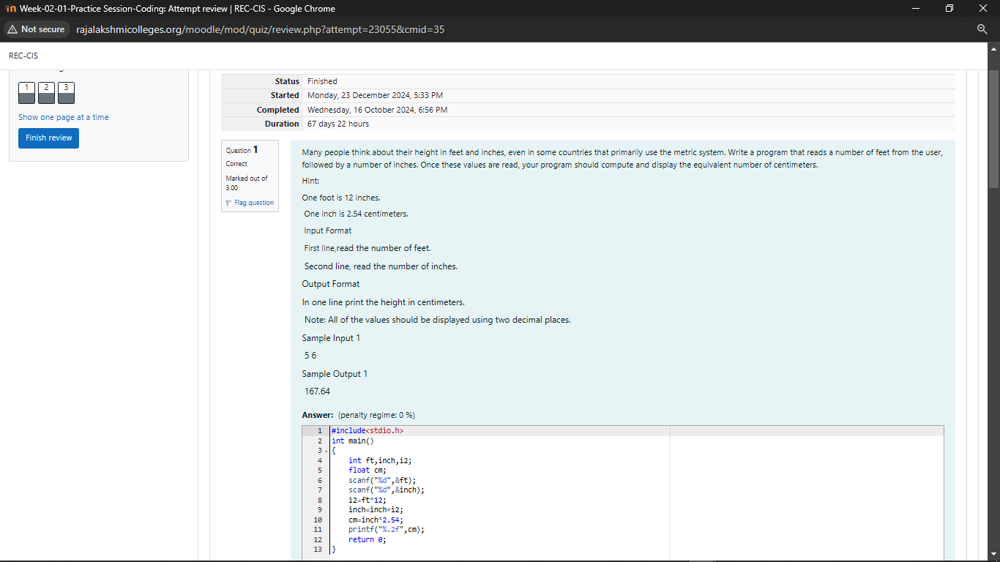 Week-02-01-Practice Session-Coding: Attempt review | REC-CIS - Google Chrome
Not secure rajalakshmicolleges.org/moodle/mod/quiz/review.php?attempt=23055&cmid=35
REC-CIS
1 2 3
Show one page at a time
Finish review
Status Finished
Started Monday, 23 December 2024, 5:33 PM
Completed Wednesday, 16 October 2024, 6:56 PM
Duration 67 days 22 hours
Question 1
Correct
Marked out of
3.00
Flag question
Many people think about their height in feet and inches, even in some countries that primarily use the metric system. Write a program that reads a number of feet from the user,
followed by a number of inches. Once these values are read, your program should compute and display the equivalent number of centimeters.
Hint:
One foot is 12 inches.
One inch is 2.54 centimeters.
Input Format
First line,read the number of feet.
Second line, read the number of inches.
Output Format
In one line print the height in centimeters.
Note: All of the values should be displayed using two decimal places.
Sample Input 1
5 6
Sample Output 1
167.64
Answer: (penalty regime: 0 %)
1 #include<stdio.h>
2 int main()
3 {
4 int ft,inch,i2;
5 float cm;
6 scanf("%d",&ft);
7 scanf("%d",&inch);
8 i2=ft*12;
9 inch=inch+i2;
10 cm=inch*2.54;
11 printf("%.2f",cm);
12 return 0;
13 }